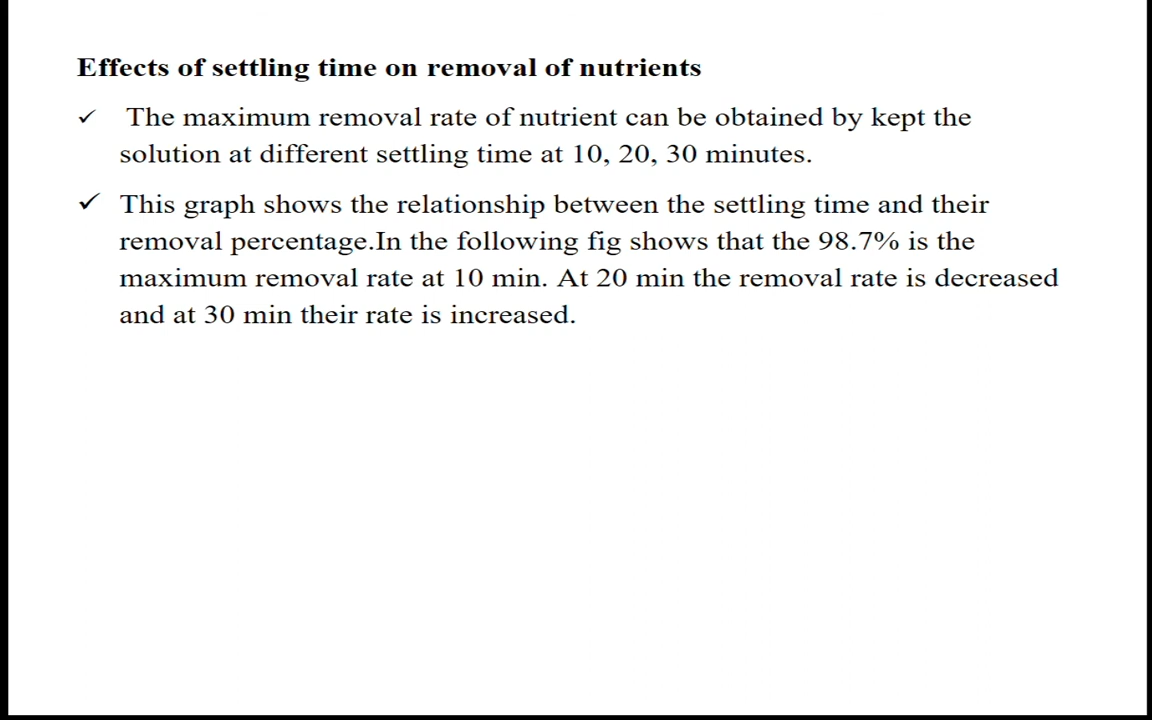 Effects of settling time on removal of nutrients
✓ The maximum removal rate of nutrient can be obtained by kept the
solution at different settling time at 10, 20, 30 minutes.
✓ This graph shows the relationship between the settling time and their
removal percentage.In the following fig shows that the 98.7% is the
maximum removal rate at 10 min. At 20 min the removal rate is decreased
and at 30 min their rate is increased.